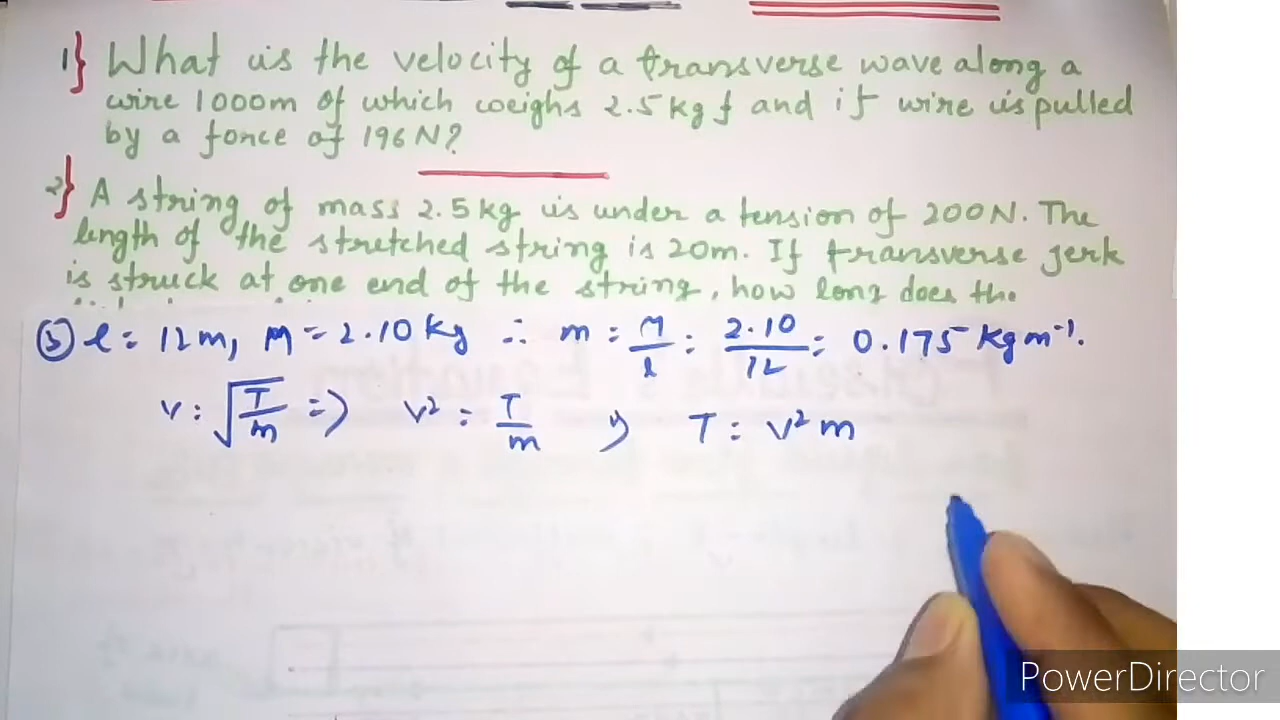 1} What is the velocity of a transverse wave along a
wire 1000m of which weighs 2.5 kg f and if wire is pulled
by a force of 196N?
2} A string of mass 2.5kg is under a tension of 200N. The
length of the stretched string is 20m. If transverse jerk
is struck at one end of the string, how long does the
③ l = 12m, M = 2.10 kg ∴ m = M/l = 2.10/12 = 0.175 kg m⁻¹.
v = √(T/m) => v² = T/m y T = v² m
PowerDirector